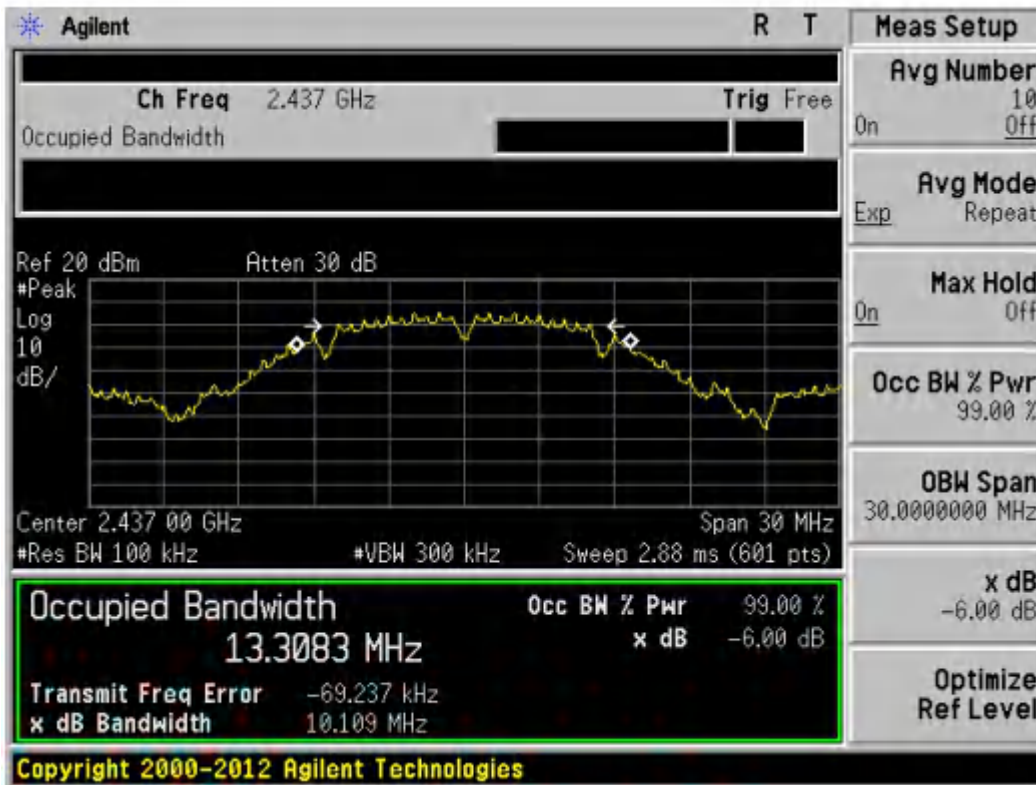 Agilent R T
Ch Freq 2.437 GHz Trig Free
Occupied Bandwidth
Ref 20 dBm Atten 30 dB
#Peak
Log
10
dB/
Center 2.437 00 GHz Span 30 MHz
#Res BW 100 kHz #VBW 300 kHz Sweep 2.88 ms (601 pts)
Occupied Bandwidth Occ BW % Pwr 99.00 %
13.3083 MHz x dB -6.00 dB
Transmit Freq Error -69.237 kHz
x dB Bandwidth 10.109 MHz
Copyright 2000-2012 Agilent Technologies
Meas Setup
Avg Number
10
On Off
Avg Mode
Exp Repeat
Max Hold
On Off
Occ BW % Pwr
99.00 %
OBW Span
30.0000000 MHz
x dB
-6.00 dB
Optimize
Ref Level